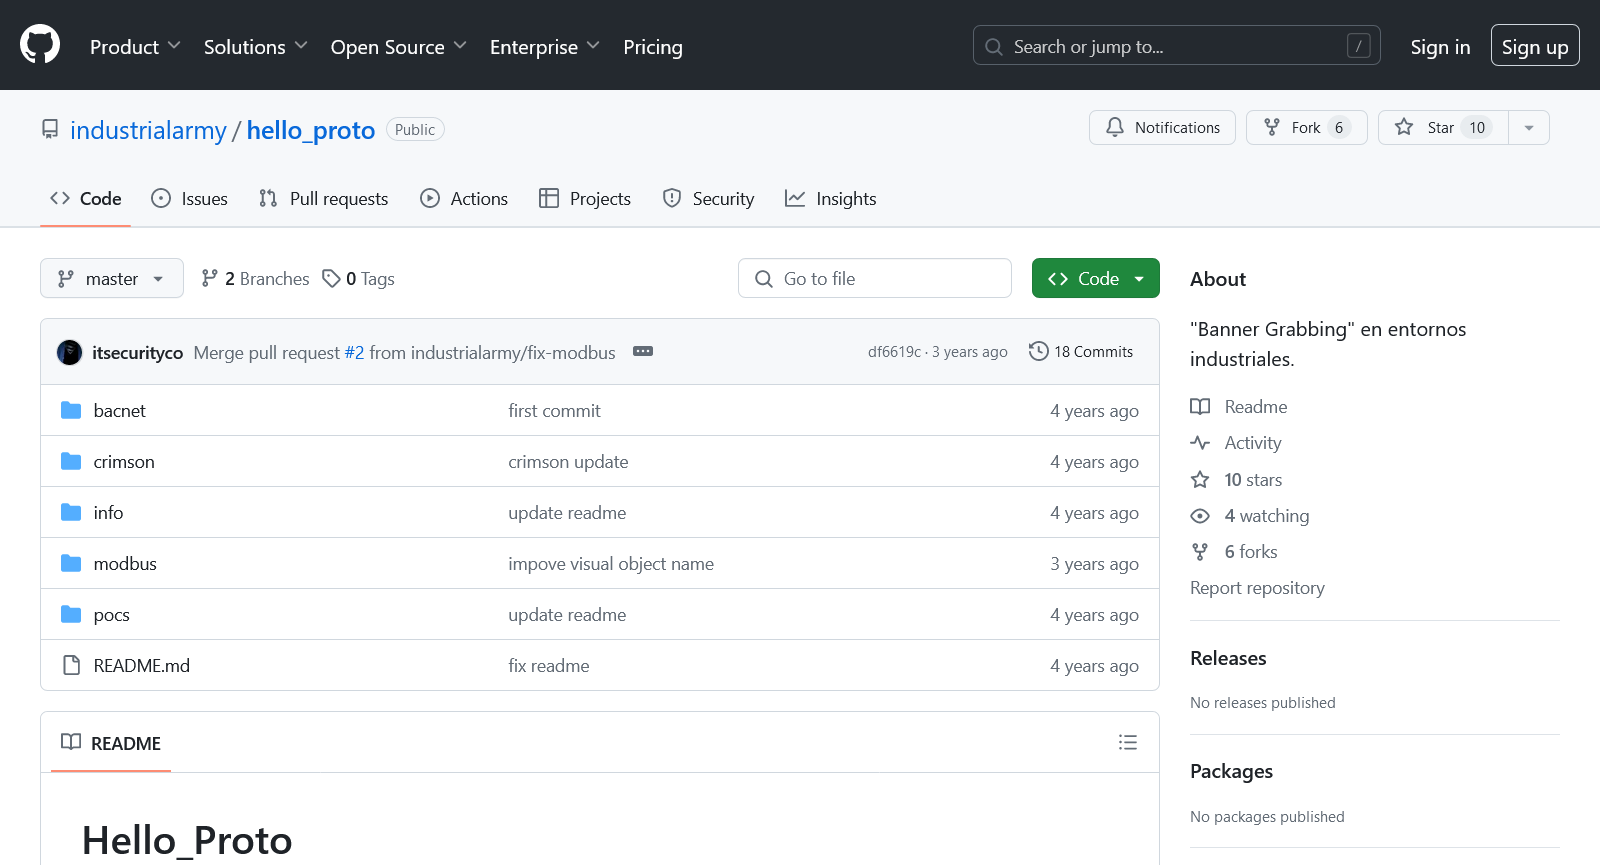 Product Solutions Open Source Enterprise Pricing Search or jump to... / Sign in Sign up
industrialarmy / hello_proto Public Notifications Fork 6 Star 10
Code Issues Pull requests Actions Projects Security Insights
master 2 Branches 0 Tags Go to file Code
itsecurityco Merge pull request #2 from industrialarmy/fix-modbus df6619c · 3 years ago 18 Commits
bacnet first commit 4 years ago
crimson crimson update 4 years ago
info update readme 4 years ago
modbus impove visual object name 3 years ago
pocs update readme 4 years ago
README.md fix readme 4 years ago
README
Hello_Proto
About
"Banner Grabbing" en entornos
industriales.
Readme
Activity
10 stars
4 watching
6 forks
Report repository
Releases
No releases published
Packages
No packages published